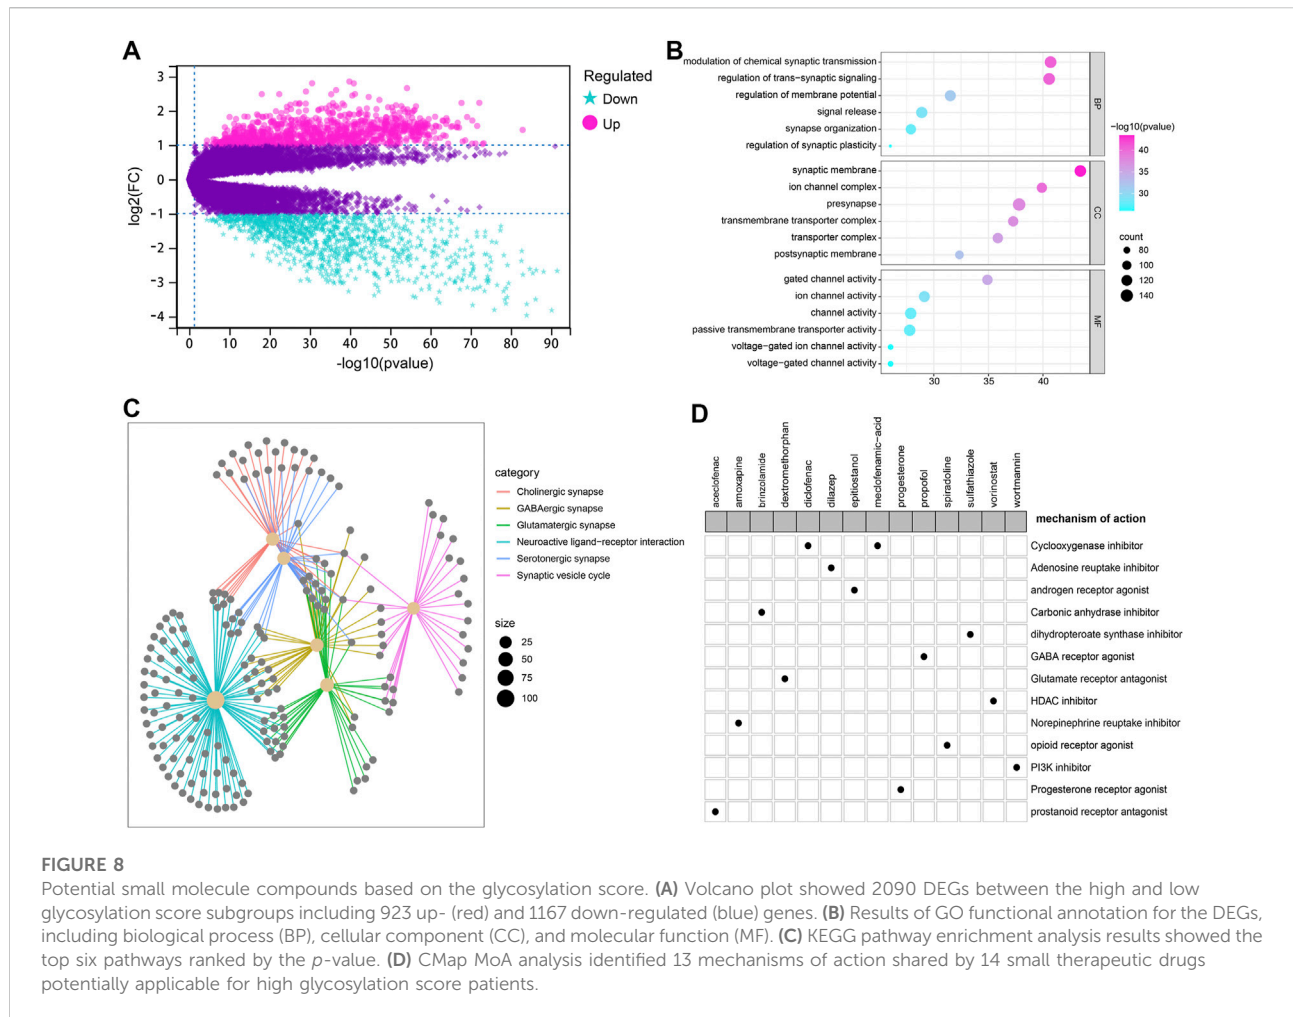 A
3
2
1
0
−1
−2
−3
−4
log2(FC)
0 10 20 30 40 50 60 70 80 90
-log10(pvalue)
Regulated
Down
Up
B
modulation of chemical synaptic transmission
regulation of trans−synaptic signaling
regulation of membrane potential
signal release
synapse organization
regulation of synaptic plasticity
BP
synaptic membrane
ion channel complex
presynapse
transmembrane transporter complex
transporter complex
postsynaptic membrane
CC
gated channel activity
ion channel activity
channel activity
passive transmembrane transporter activity
voltage−gated ion channel activity
voltage−gated channel activity
MF
30 35 40
−log10(pvalue)
40
35
30
count
80
100
120
140
C
category
Cholinergic synapse
GABAergic synapse
Glutamatergic synapse
Neuroactive ligand−receptor interaction
Serotonergic synapse
Synaptic vesicle cycle
size
25
50
75
100
D
aceclofenac
amoxapine
brinzolamide
dextromethorphan
diclofenac
dilazep
epitiostanol
meclofenamic−acid
progesterone
propofol
spiradoline
sulfathiazole
vorinostat
wortmannin
mechanism of action
Cyclooxygenase inhibitor
Adenosine reuptake inhibitor
androgen receptor agonist
Carbonic anhydrase inhibitor
dihydropteroate synthase inhibitor
GABA receptor agonist
Glutamate receptor antagonist
HDAC inhibitor
Norepinephrine reuptake inhibitor
opioid receptor agonist
PI3K inhibitor
Progesterone receptor agonist
prostanoid receptor antagonist
FIGURE 8
Potential small molecule compounds based on the glycosylation score. (A) Volcano plot showed 2090 DEGs between the high and low
glycosylation score subgroups including 923 up- (red) and 1167 down-regulated (blue) genes. (B) Results of GO functional annotation for the DEGs,
including biological process (BP), cellular component (CC), and molecular function (MF). (C) KEGG pathway enrichment analysis results showed the
top six pathways ranked by the p-value. (D) CMap MoA analysis identified 13 mechanisms of action shared by 14 small therapeutic drugs
potentially applicable for high glycosylation score patients.